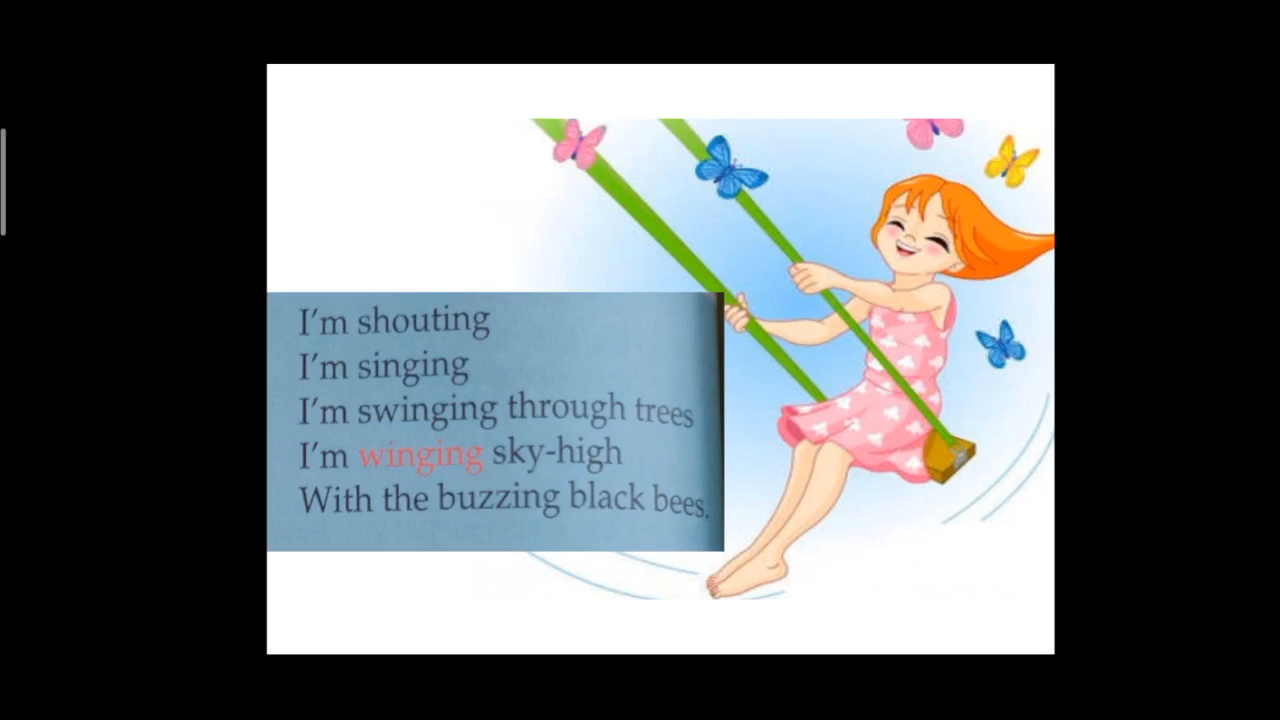 I'm shouting
I'm singing
I'm swinging through trees
I'm winging sky-high
With the buzzing black bees.